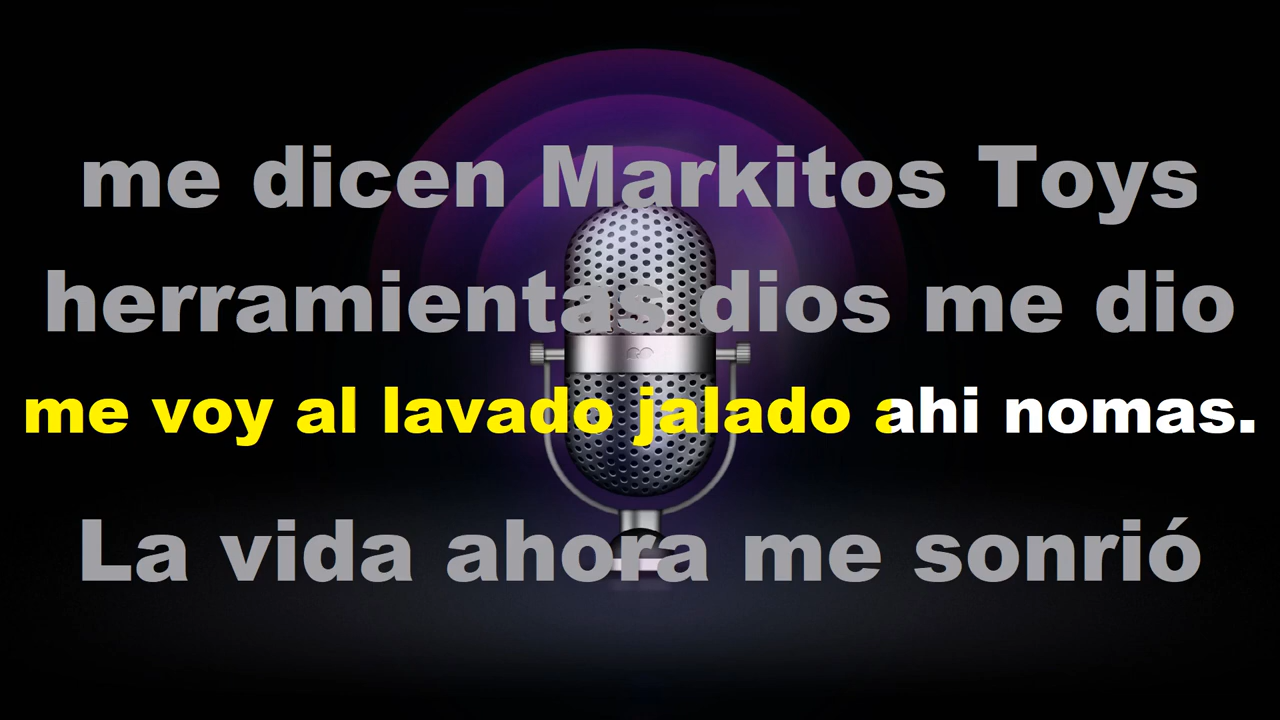 me dicen Markitos Toys
herramientas dios me dio
me voy al lavado jalado ahi nomas.
La vida ahora me sonrió